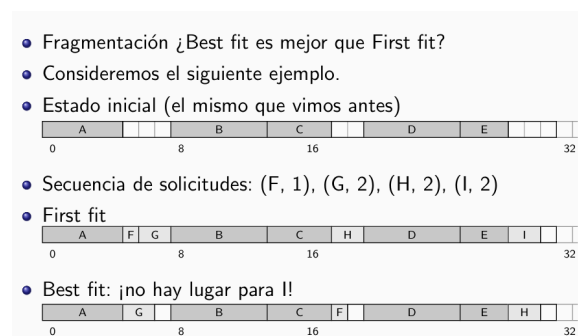 Fragmentación ¿Best fit es mejor que First fit?
Consideremos el siguiente ejemplo.
Estado inicial (el mismo que vimos antes)
A B C D E
0 8 16 32
Secuencia de solicitudes: (F, 1), (G, 2), (H, 2), (I, 2)
First fit
A F G B C H D E I
0 8 16 32
Best fit: ¡no hay lugar para I!
A G B C F D E H
0 8 16 32